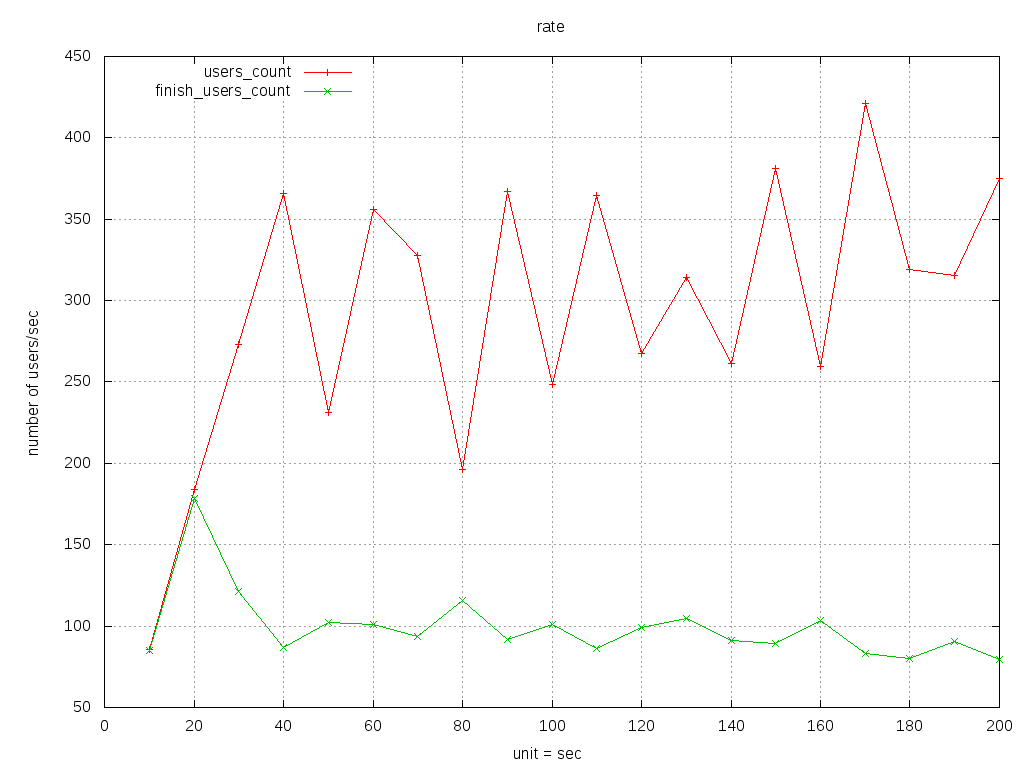 rate
users_count
finish_users_count
450
400
350
300
250
200
150
100
50
number of users/sec
0 20 40 60 80 100 120 140 160 180 200
unit = sec